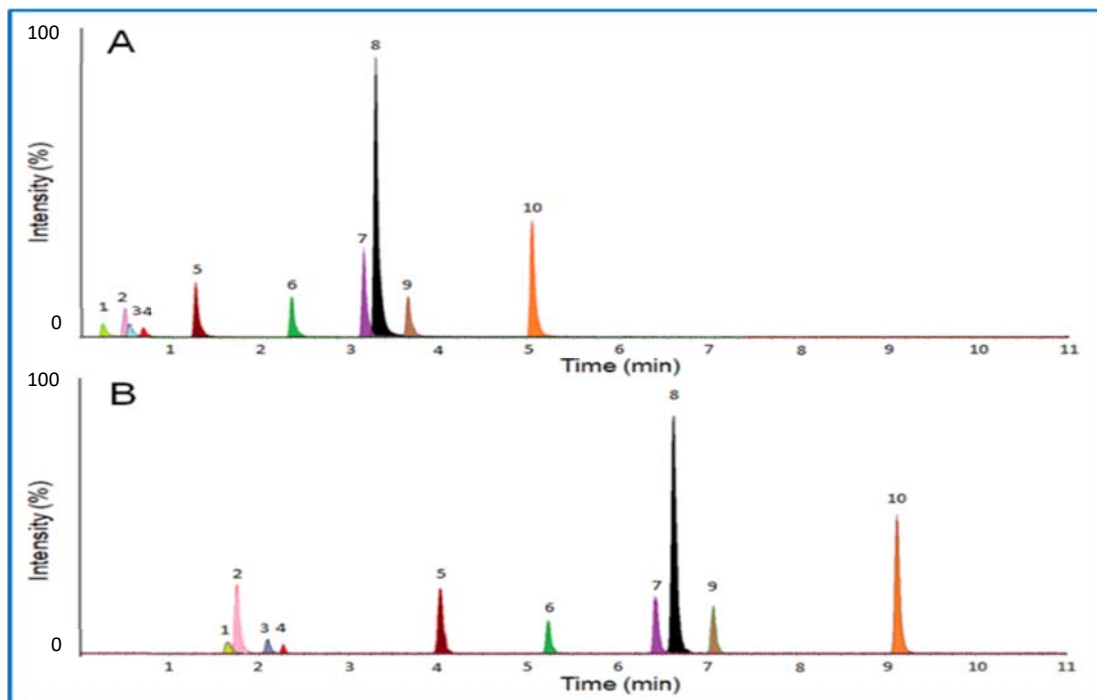 100
A
Intensity (%)
0
1 2 34 5 6 7 8 9 10
1 2 3 4 5 6 7 8 9 10 11
Time (min)
100
B
Intensity (%)
0
1 2 3 4 5 6 7 8 9 10
1 2 3 4 5 6 7 8 9 10 11
Time (min)